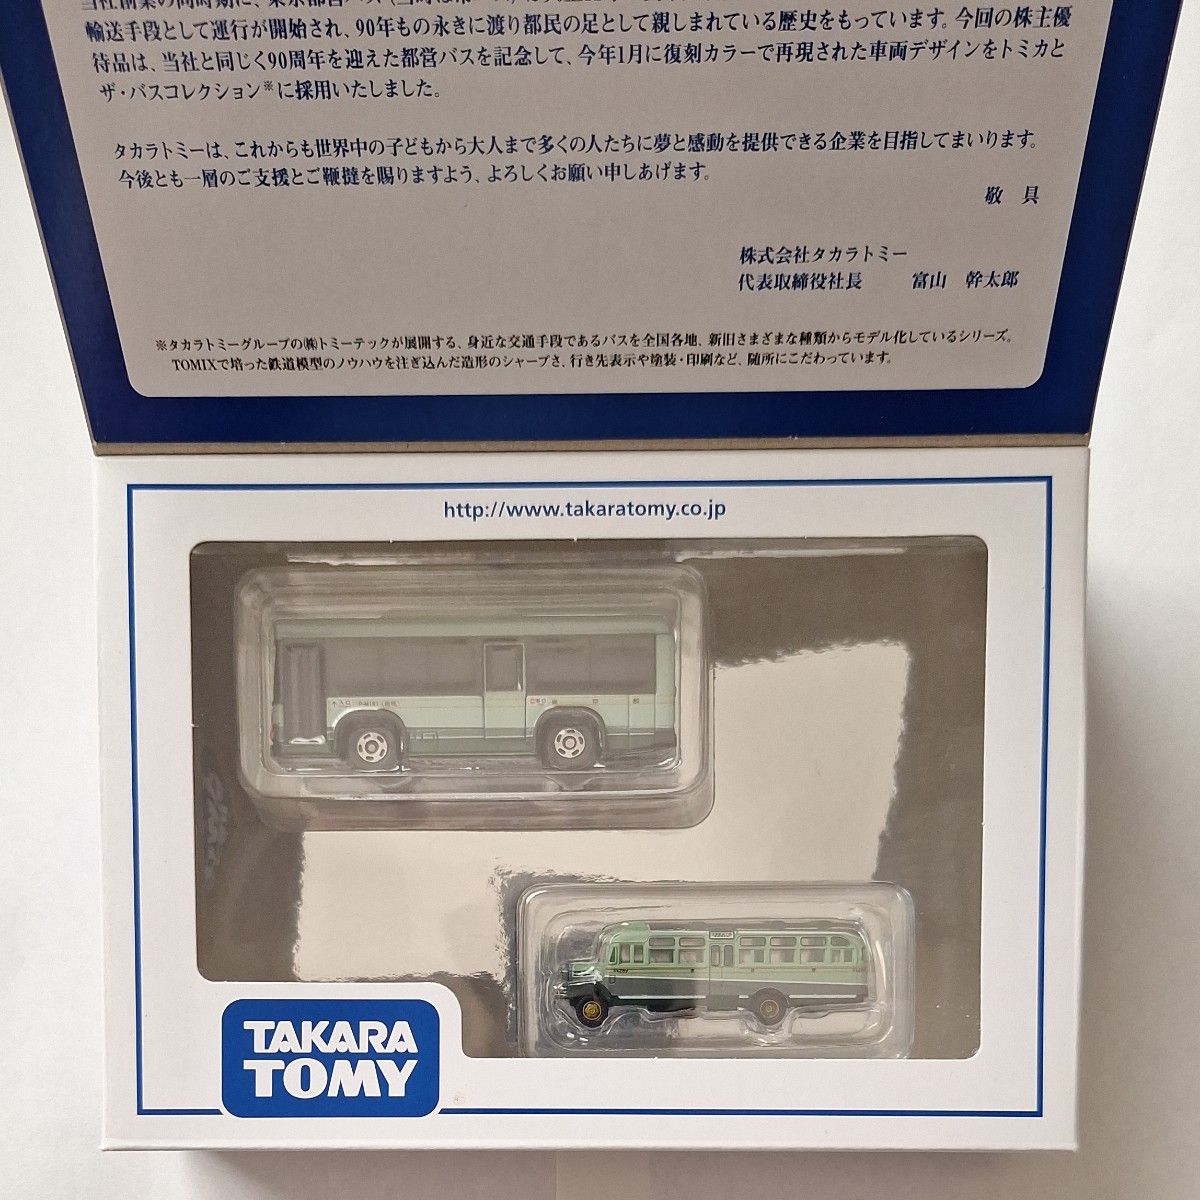 輸送手段として運行が開始され、90年もの永きに渡り都民の足として親しまれている歴史をもっています。今回の株主優
待品は、当社と同じく90周年を迎えた都営バスを記念して、今年1月に復刻カラーで再現された車両デザインをトミカと
ザ・バスコレクション※に採用いたしました。
タカラトミーは、これからも世界中の子どもから大人まで多くの人たちに夢と感動を提供できる企業を目指してまいります。
今後とも一層のご支援とご鞭撻を賜りますよう、よろしくお願い申しあげます。
敬 具
株式会社タカラトミー
代表取締役社長 富山 幹太郎
※タカラトミーグループの㈱トミーテックが展開する、身近な交通手段であるバスを全国各地、新旧さまざまな種類からモデル化しているシリーズ。
TOMIXで培った鉄道模型のノウハウを注ぎ込んだ造形のシャープさ、行き先表示や塗装・印刷など、随所にこだわっています。
http://www.takaratomy.co.jp
TAKARA
TOMY